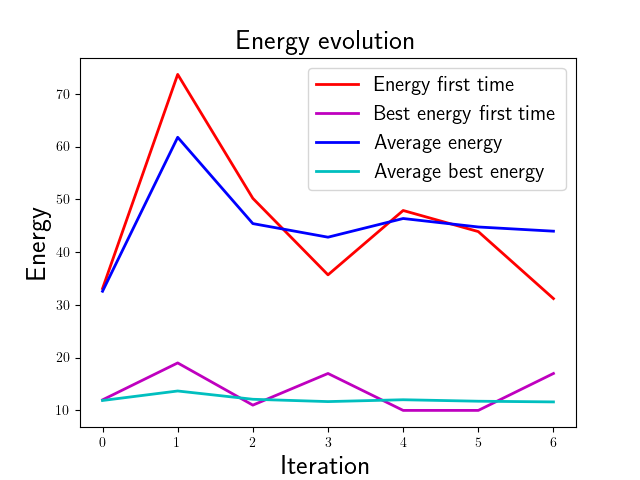 Energy evolution
Energy first time
Best energy first time
Average energy
Average best energy
Energy
70
60
50
40
30
20
10
0 1 2 3 4 5 6
Iteration